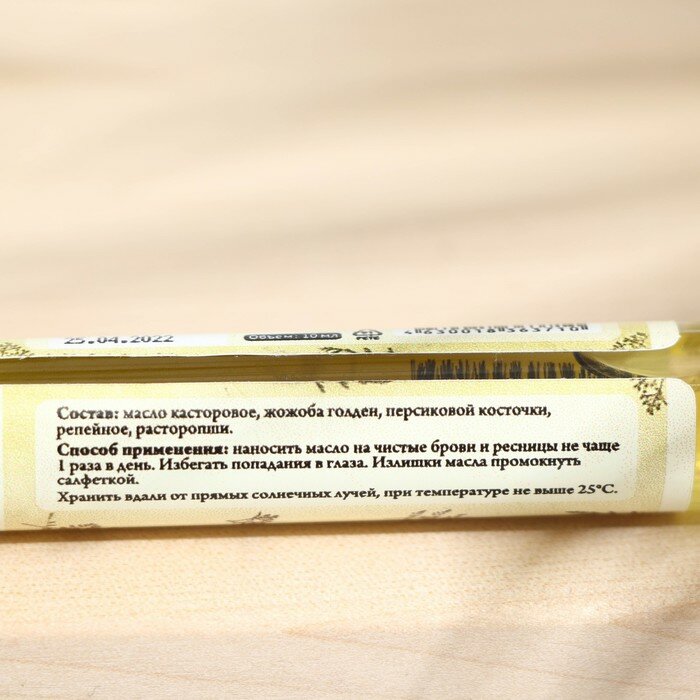 25.04.2022
Объем: 10 мл
PETE
4630018363710
Состав: масло касторовое, жожоба голден, персиковой косточки,
репейное, расторопши.
Способ применения: наносить масло на чистые брови и ресницы не чаще
1 раза в день. Избегать попадания в глаза. Излишки масла промокнуть
салфеткой.
Хранить вдали от прямых солнечных лучей, при температуре не выше 25°С.